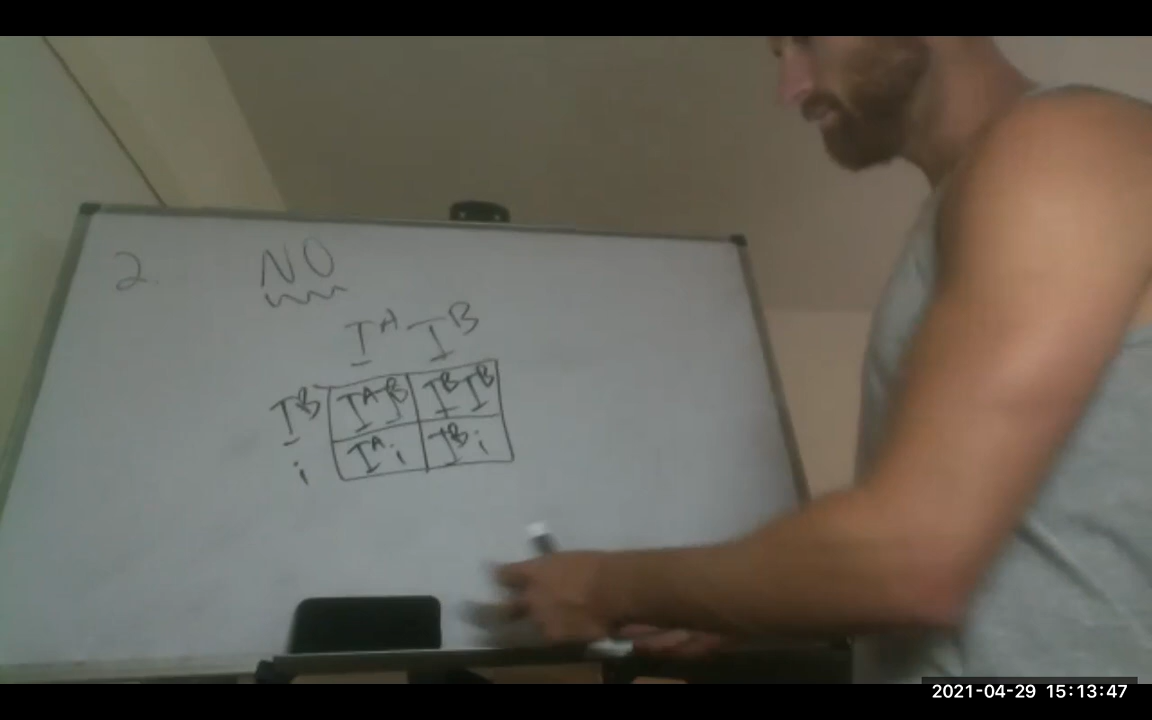 2. NO
I^A I^B
I^B I^A I^B I^B I^B
i I^A i I^B i
2021-04-29 15:13:47